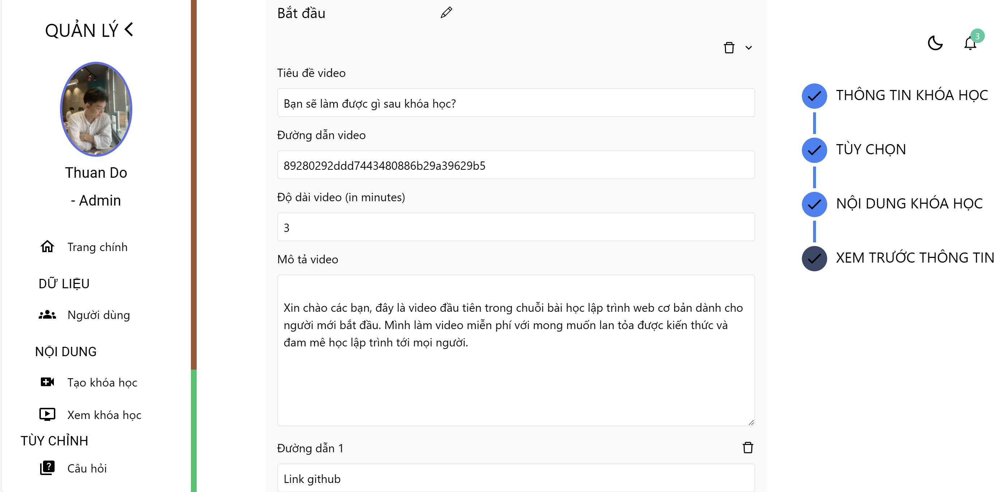 QUẢN LÝ
Thuan Do
- Admin
Trang chính
DỮ LIỆU
Người dùng
NỘI DUNG
Tạo khóa học
Xem khóa học
TÙY CHỈNH
Câu hỏi
Bắt đầu
Tiêu đề video
Bạn sẽ làm được gì sau khóa học?
Đường dẫn video
89280292ddd7443480886b29a39629b5
Độ dài video (in minutes)
3
Mô tả video
Xin chào các bạn, đây là video đầu tiên trong chuỗi bài học lập trình web cơ bản dành cho
người mới bắt đầu. Mình làm video miễn phí với mong muốn lan tỏa được kiến thức và
đam mê học lập trình tới mọi người.
Đường dẫn 1
Link github
3
THÔNG TIN KHÓA HỌC
TÙY CHỌN
NỘI DUNG KHÓA HỌC
XEM TRƯỚC THÔNG TIN